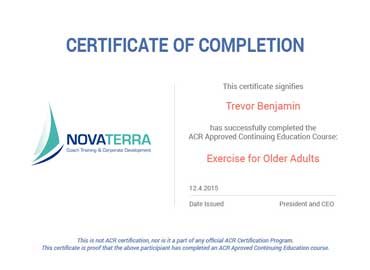 CERTIFICATE OF COMPLETION
This certificate signifies
Trevor Benjamin
has successfully completed the
ACR Approved Continuing Education Course:
Exercise for Older Adults
NOVATERRA
Coach Training & Corporate Development
12.4.2015
Date Issued President and CEO
This is not ACR certification, nor is it a part of any official ACR Certification Program.
This certificate is proof that the above participant has completed an ACR Aproved Continuing Education course.